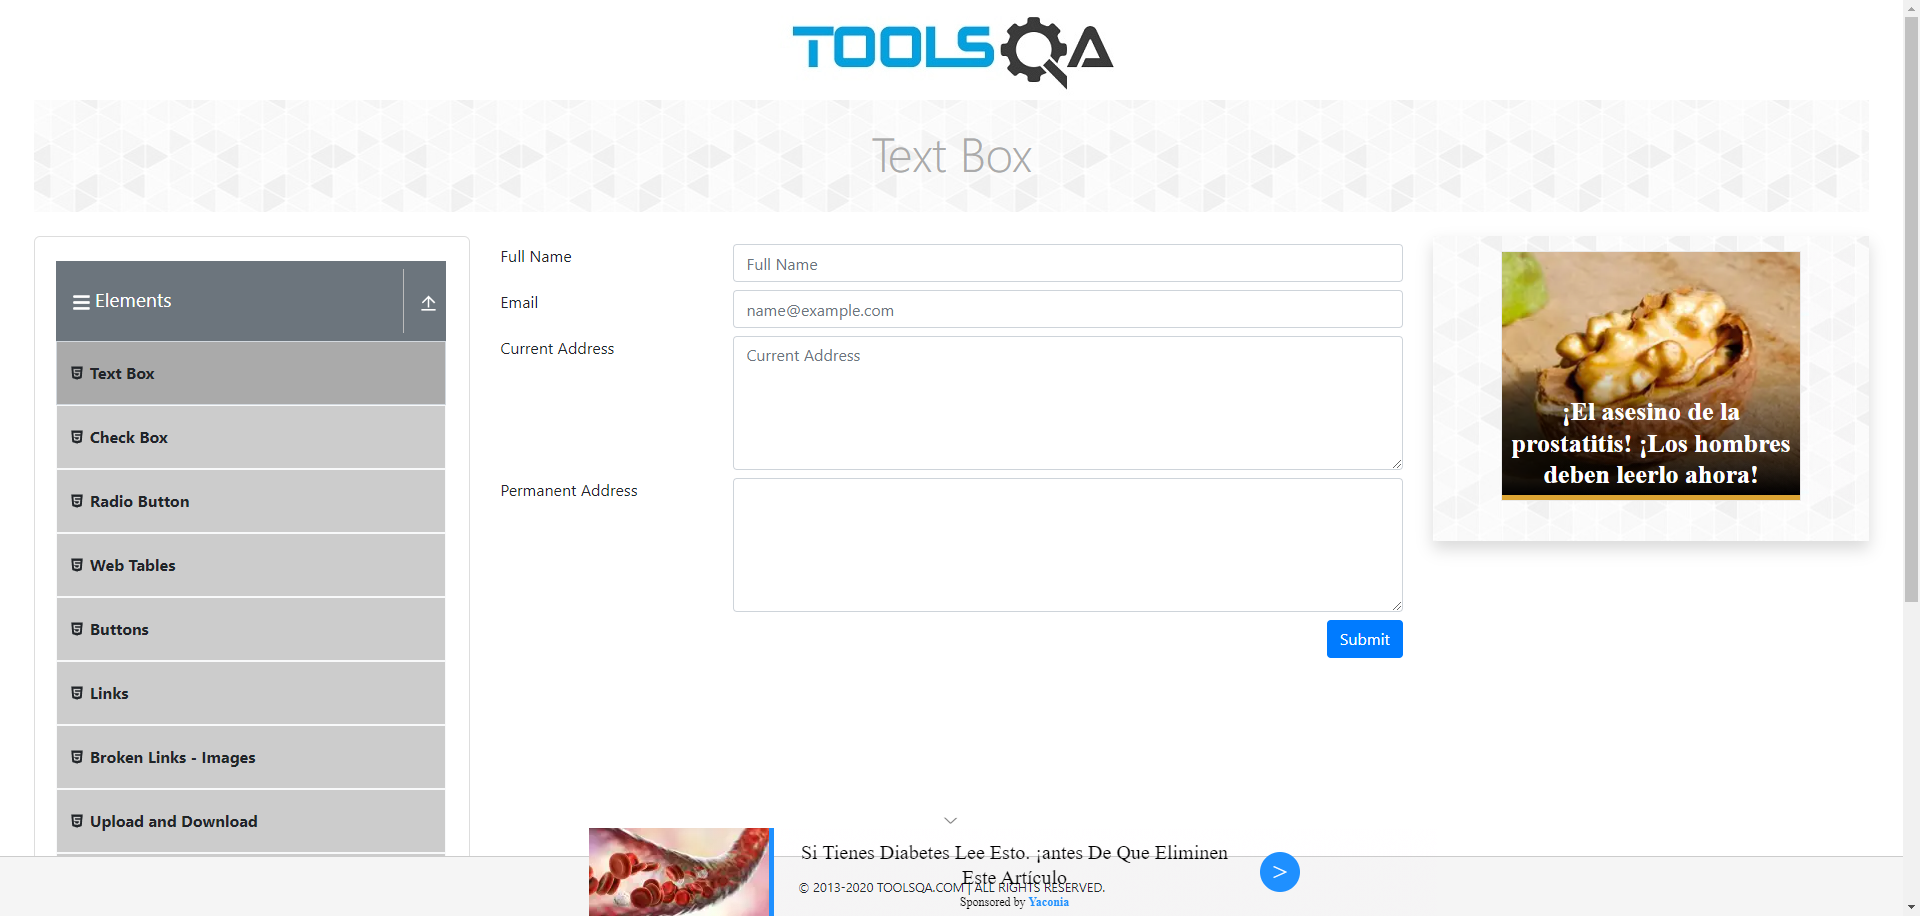 TOOLSQA
Text Box
Elements
Text Box
Check Box
Radio Button
Web Tables
Buttons
Links
Broken Links - Images
Upload and Download
Full Name
Full Name
Email
name@example.com
Current Address
Current Address
Permanent Address
Submit
¡El asesino de la
prostatitis! ¡Los hombres
deben leerlo ahora!
Si Tienes Diabetes Lee Esto. ¡antes De Que Eliminen
Este Artículo
>
© 2013-2020 TOOLSQA.COM | ALL RIGHTS RESERVED.
Sponsored by Yaconia